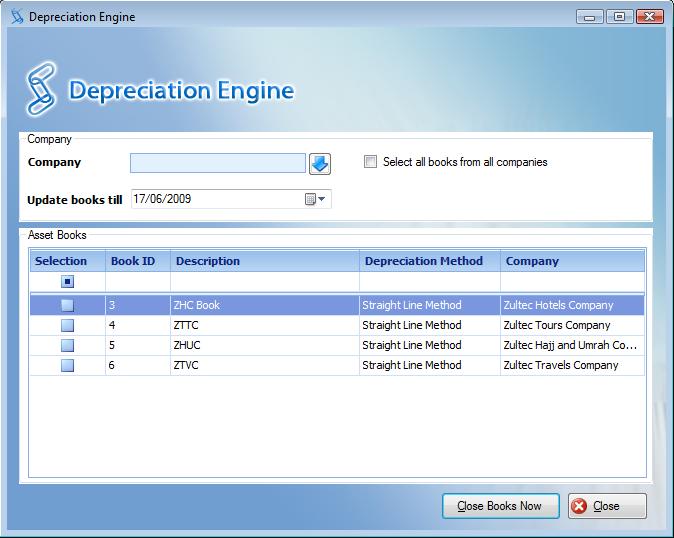 Depreciation Engine
Depreciation Engine
Company
Company
Select all books from all companies
Update books till 17/06/2009
Asset Books
Selection Book ID Description Depreciation Method Company
3 ZHC Book Straight Line Method Zultec Hotels Company
4 ZTTC Straight Line Method Zultec Tours Company
5 ZHUC Straight Line Method Zultec Hajj and Umrah Co...
6 ZTVC Straight Line Method Zultec Travels Company
Close Books Now Close